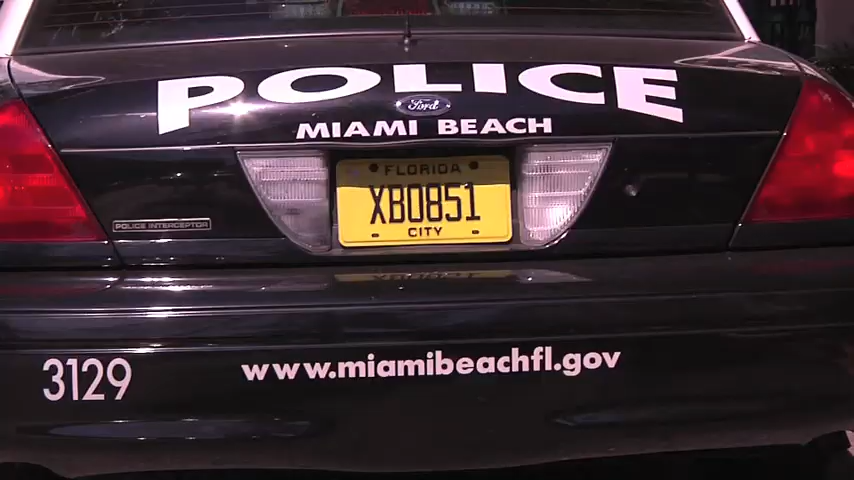 POLICE
Ford
MIAMI BEACH
FLORIDA
XB0851
CITY
POLICE INTERCEPTOR
3129
www.miamibeachfl.gov